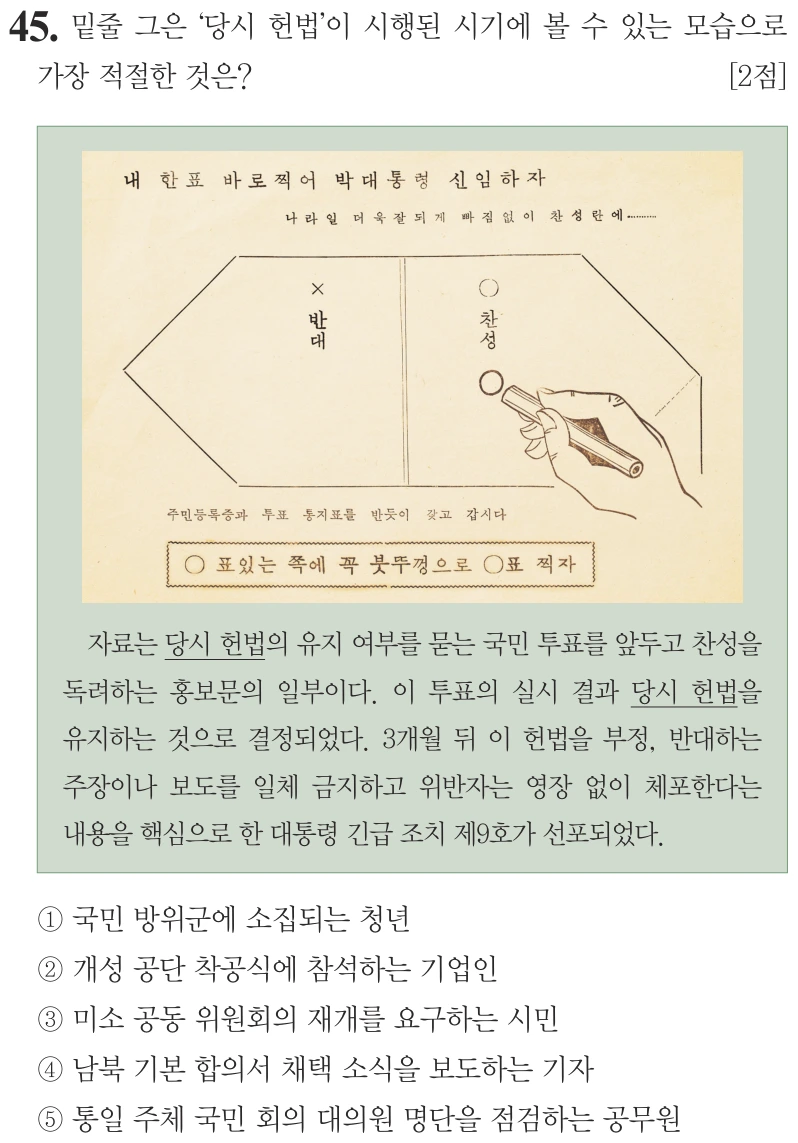 45. 밑줄 그은 ‘당시 헌법’이 시행된 시기에 볼 수 있는 모습으로
가장 적절한 것은? [2점]
내 한표 바로찍어 박대통령 신임하자
나라일 더욱잘되게 빠짐없이 찬성란에………
× ○
반대 찬성
주민등록증과 투표 통지표를 반듯이 갖고 갑시다
○ 표있는 쪽에 꼭 붓뚜껑으로 ○표 찍자
자료는 당시 헌법의 유지 여부를 묻는 국민 투표를 앞두고 찬성을
독려하는 홍보문의 일부이다. 이 투표의 실시 결과 당시 헌법을
유지하는 것으로 결정되었다. 3개월 뒤 이 헌법을 부정, 반대하는
주장이나 보도를 일체 금지하고 위반자는 영장 없이 체포한다는
내용을 핵심으로 한 대통령 긴급 조치 제9호가 선포되었다.
① 국민 방위군에 소집되는 청년
② 개성 공단 착공식에 참석하는 기업인
③ 미소 공동 위원회의 재개를 요구하는 시민
④ 남북 기본 합의서 채택 소식을 보도하는 기자
⑤ 통일 주체 국민 회의 대의원 명단을 점검하는 공무원